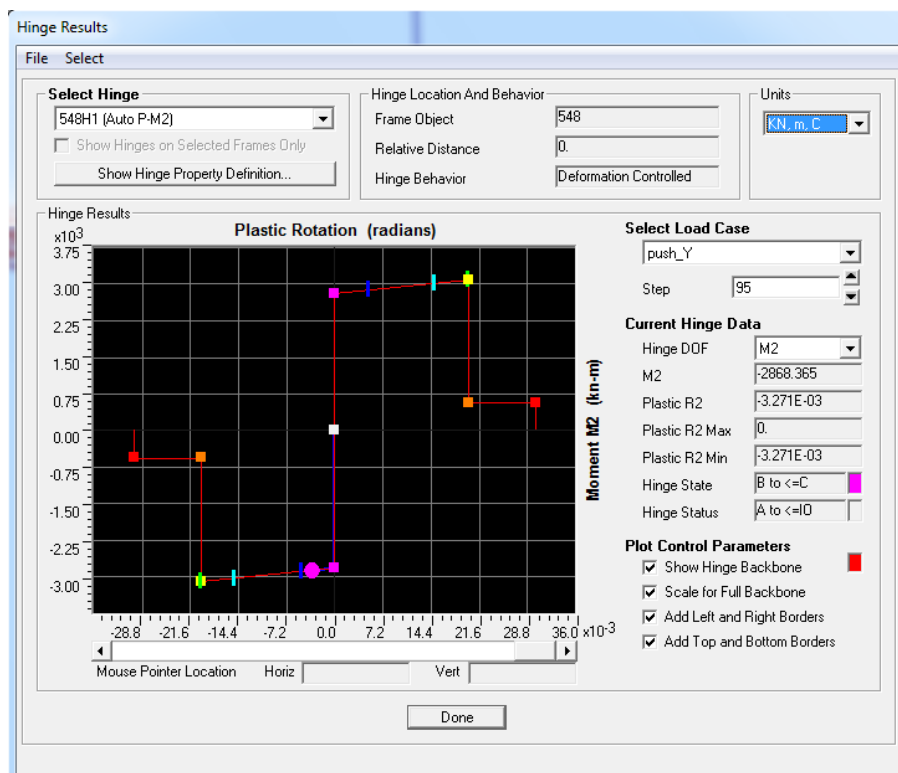 Hinge Results
File Select
Select Hinge
548H1 (Auto P-M2)
Show Hinges on Selected Frames Only
Show Hinge Property Definition...
Hinge Location And Behavior
Frame Object 548
Relative Distance 0.
Hinge Behavior Deformation Controlled
Units
KN, m, C
Hinge Results
Plastic Rotation (radians)
x10³
3.75
3.00
2.25
1.50
0.75
0.00
-0.75
-1.50
-2.25
-3.00
-28.8 -21.6 -14.4 -7.2 0.0 7.2 14.4 21.6 28.8 36.0 x10⁻³
Moment M2 (kn-m)
Mouse Pointer Location Horiz Vert
Select Load Case
push_Y
Step 95
Current Hinge Data
Hinge DOF M2
M2 -2868.365
Plastic R2 -3.271E-03
Plastic R2 Max 0.
Plastic R2 Min -3.271E-03
Hinge State B to <=C
Hinge Status A to <=IO
Plot Control Parameters
Show Hinge Backbone
Scale for Full Backbone
Add Left and Right Borders
Add Top and Bottom Borders
Done